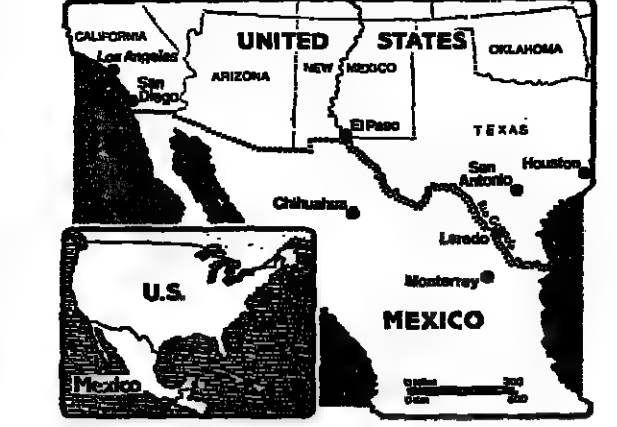 CALIFORNIA
UNITED STATES
OKLAHOMA
Los Angeles
ARIZONA
NEW MEXICO
San
Diego
El Paso
TEXAS
San
Antonio
Houston
Chihuahua
Laredo
U.S.
Monterrey
MEXICO
Mexico